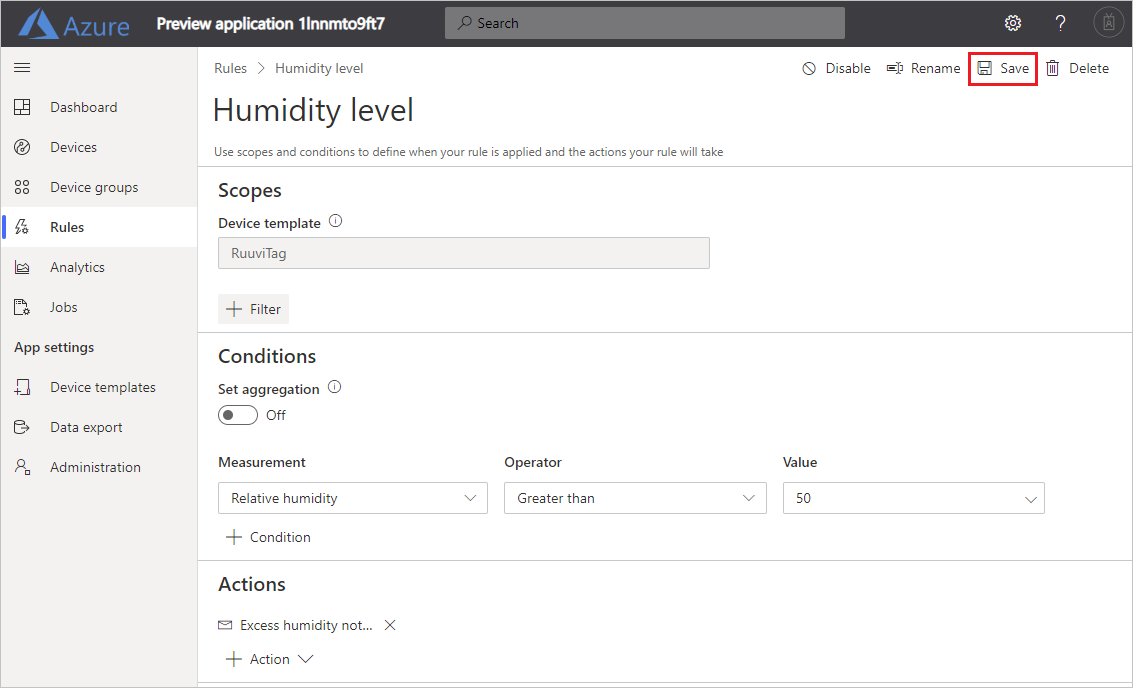 Azure Preview application 1lnnmto9ft7 Search ?
Rules > Humidity level Disable Rename Save Delete
Humidity level
Use scopes and conditions to define when your rule is applied and the actions your rule will take
Dashboard
Devices
Device groups
Rules
Analytics
Jobs
App settings
Device templates
Data export
Administration
Scopes
Device template
RuuviTag
+ Filter
Conditions
Set aggregation
Off
Measurement Operator Value
Relative humidity Greater than 50
+ Condition
Actions
Excess humidity not...
+ Action